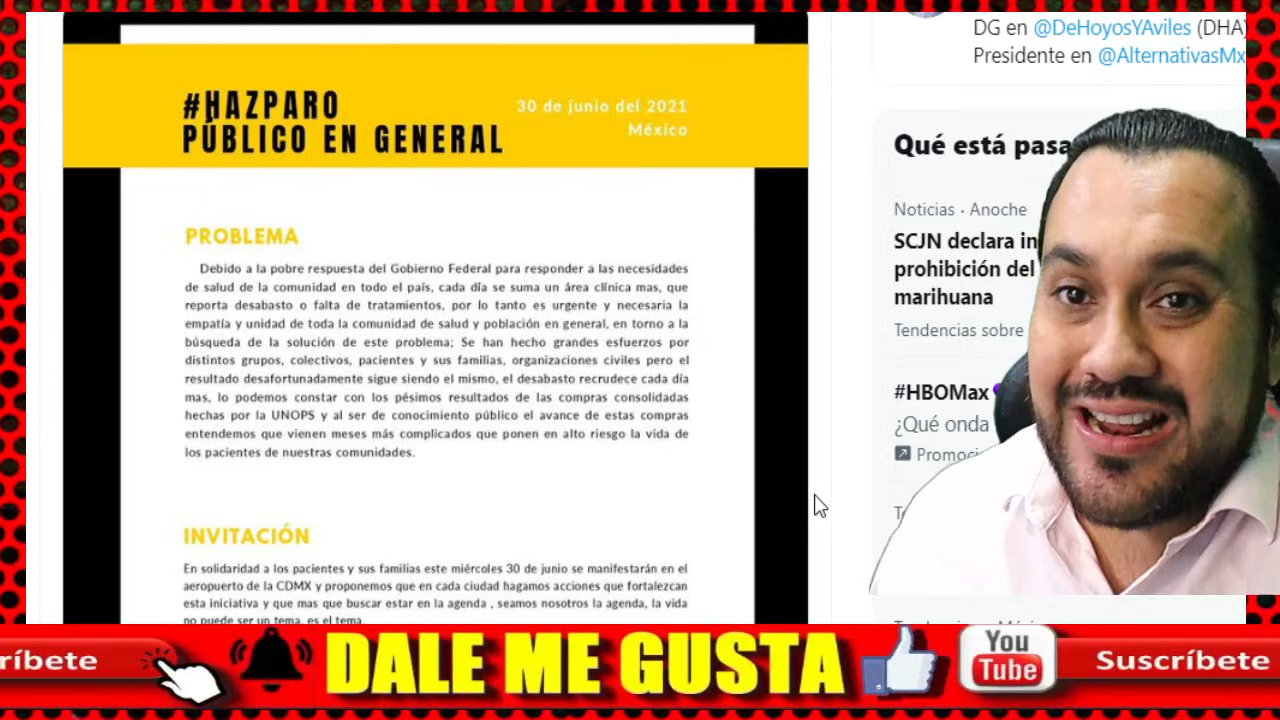 #HAZPARO
PÚBLICO EN GENERAL
30 de junio del 2021
México
PROBLEMA
Debido a la pobre respuesta del Gobierno Federal para responder a las necesidades
de salud de la comunidad en todo el país, cada día se suma un área clínica mas, que
reporta desabasto o falta de tratamientos, por lo tanto es urgente y necesaria la
empatía y unidad de toda la comunidad de salud y población en general, en torno a la
búsqueda de la solución de este problema; Se han hecho grandes esfuerzos por
distintos grupos, colectivos, pacientes y sus familias, organizaciones civiles pero el
resultado desafortunadamente sigue siendo el mismo, el desabasto recrudece cada día
mas, lo podemos constar con los pésimos resultados de las compras consolidadas
hechas por la UNOPS y al ser de conocimiento público el avance de estas compras
entendemos que vienen meses más complicados que ponen en alto riesgo la vida de
los pacientes de nuestras comunidades.
INVITACIÓN
En solidaridad a los pacientes y sus familias este miércoles 30 de junio se manifestarán en el
aeropuerto de la CDMX y proponemos que en cada ciudad hagamos acciones que fortalezcan
esta iniciativa y que mas que buscar estar en la agenda , seamos nosotros la agenda, la vida
no puede ser un tema, es el tema.
DG en @DeHoyosYAviles (DHA)
Presidente en @AlternativasMx
Qué está pasa
Noticias · Anoche
SCJN declara in
prohibición del
marihuana
Tendencias sobre
#HBOMax
¿Qué onda
Promoci
ríbete
DALE ME GUSTA
You
Tube
Suscríbete